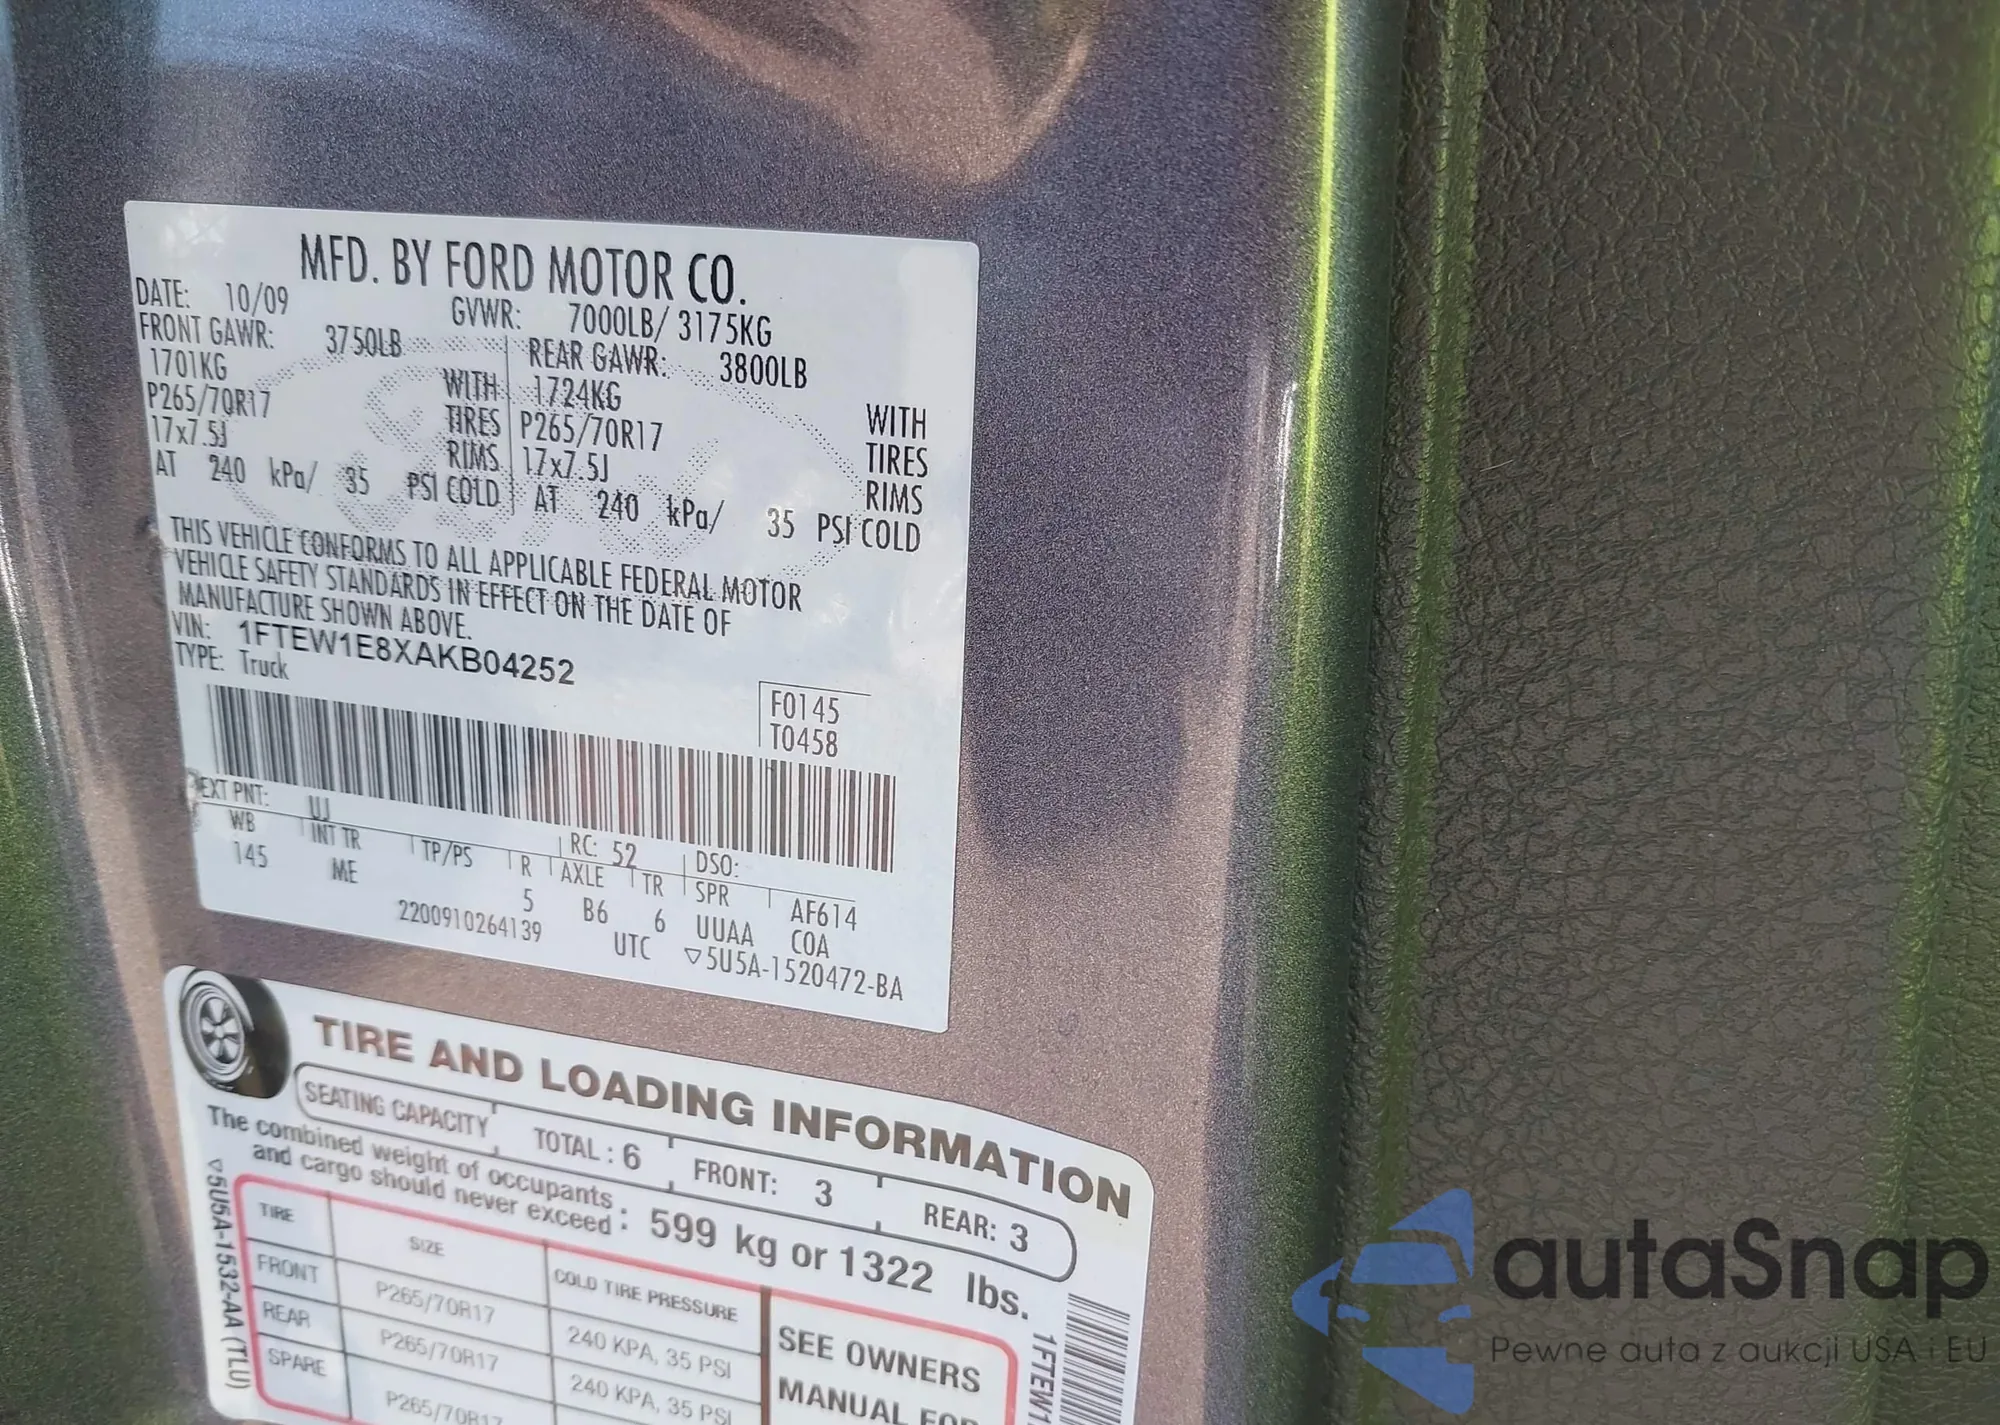 MFD. BY FORD MOTOR CO.
DATE: 10/09 GVWR: 7000LB/ 3175KG
FRONT GAWR: 3750LB REAR GAWR: 3800LB
1701KG WITH 1724KG WITH
P265/70R17 TIRES P265/70R17 TIRES
17x7.5J RIMS 17x7.5J RIMS
AT 240 kPa/ 35 PSI COLD AT 240 kPa/ 35 PSI COLD
THIS VEHICLE CONFORMS TO ALL APPLICABLE FEDERAL MOTOR
VEHICLE SAFETY STANDARDS IN EFFECT ON THE DATE OF
MANUFACTURE SHOWN ABOVE.
VIN: 1FTEW1E8XAKB04252
TYPE: Truck
F0145
T0458
EXT PNT: UJ RC: 52 DSO:
WB INT TR TP/PS R AXLE TR SPR AF614
145 ME 5 B6 6 UUAA COA
2200910264139 UTC ▽5U5A-1520472-BA
TIRE AND LOADING INFORMATION
SEATING CAPACITY TOTAL : 6 FRONT: 3 REAR: 3
The combined weight of occupants
and cargo should never exceed : 599 kg or 1322 lbs.
TIRE SIZE COLD TIRE PRESSURE
FRONT P265/70R17 240 KPA, 35 PSI
REAR P265/70R17 240 KPA, 35 PSI
SPARE P265/70R17
SEE OWNERS
MANUAL FOR
▽5U5A-1532-AA (TLU)
1FTEW1
autaSnap
Pewne auta z aukcji USA i EU